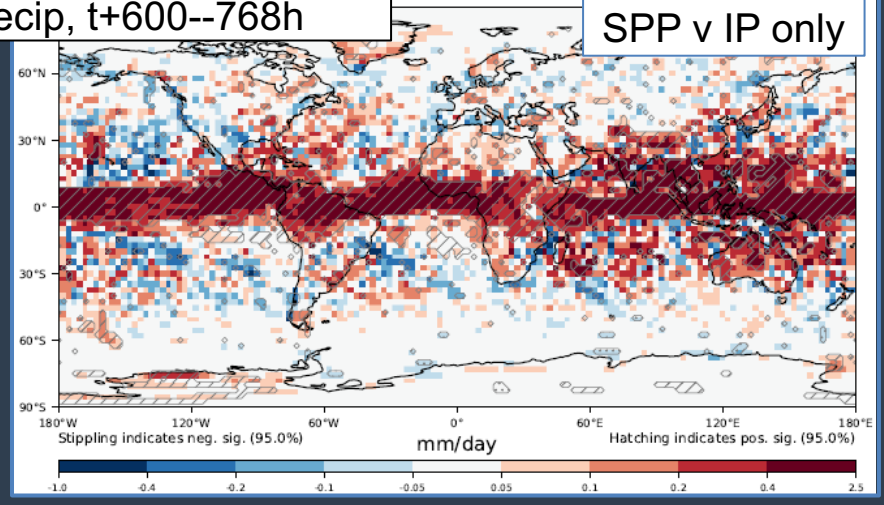 ecip, t+600--768h
SPP v IP only
60°N
30°N
0°
30°S
60°S
90°S
180°W 120°W 60°W 0° 60°E 120°E 180°E
Stippling indicates neg. sig. (95.0%) mm/day Hatching indicates pos. sig. (95.0%)
-1.0 -0.4 -0.2 -0.1 -0.05 0.05 0.1 0.2 0.4 2.5